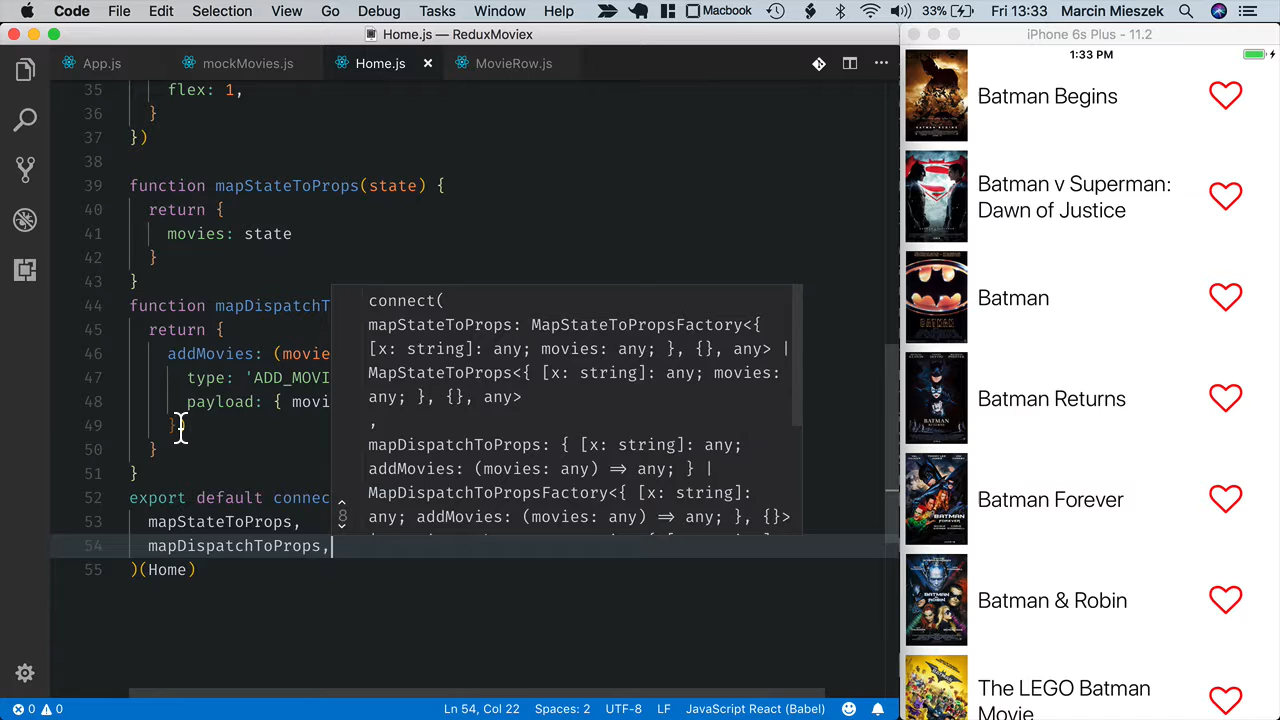 Code File Edit Selection View Go Debug Tasks Window Help Macbook 33% Fri 13:33 Marcin Mieszek
Home.js — ReduxMoviex
App.js
ies.js
Home.js
MovieRow.js
35 flex: 1,
36 }
37 })
38
39 function mapStateToProps(state) {
40 return {
41 movies: state
42 }
43 }
44 function mapDispatchT
45 return
46 addMovies: (movie
47 type: 'ADD_MOVI
48 payload: { movi
49 })
50
51 }
52 export default connec
53 mapStateToProps,
54 mapDispatchToProps,
55 )(Home)
connect(
mapStateToProps: MapStateToPropsFactory<{
[x: string]: any; movies: any; }, {}, any> |
MapStateToProps<{ [x: string]: any; movies:
any; }, {}, any>
,
mapDispatchToProps: { [x: string]: any;
addMovies: (movies: any) => any; } |
MapDispatchToPropsFactory<{ [x: string]:
any; addMovies: (movies: any) => any; }, {}>
8
0 0
Ln 54, Col 22 Spaces: 2 UTF-8 LF JavaScript React (Babel)
iPhone 6s Plus - 11.2
1:33 PM
Batman Begins
Batman v Superman:
Dawn of Justice
Batman
Batman Returns
Batman Forever
Batman & Robin
The LEGO Batman
Movie